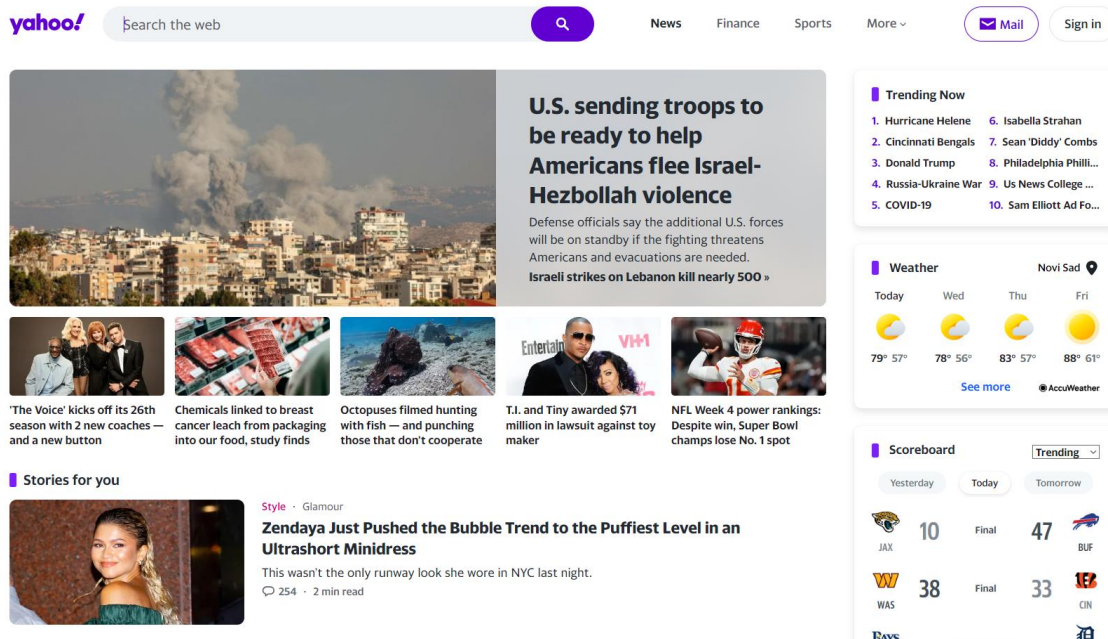 yahoo!
Search the web
News
Finance
Sports
More
Mail
Sign in
U.S. sending troops to
be ready to help
Americans flee Israel-
Hezbollah violence
Defense officials say the additional U.S. forces
will be on standby if the fighting threatens
Americans and evacuations are needed.
Israeli strikes on Lebanon kill nearly 500 »
Entertain
VH1
'The Voice' kicks off its 26th
season with 2 new coaches —
and a new button
Chemicals linked to breast
cancer leach from packaging
into our food, study finds
Octopuses filmed hunting
with fish — and punching
those that don't cooperate
T.I. and Tiny awarded $71
million in lawsuit against toy
maker
NFL Week 4 power rankings:
Despite win, Super Bowl
champs lose No. 1 spot
Stories for you
Style · Glamour
Zendaya Just Pushed the Bubble Trend to the Puffiest Level in an
Ultrashort Minidress
This wasn't the only runway look she wore in NYC last night.
254 · 2 min read
Trending Now
1. Hurricane Helene
2. Cincinnati Bengals
3. Donald Trump
4. Russia-Ukraine War
5. COVID-19
6. Isabella Strahan
7. Sean 'Diddy' Combs
8. Philadelphia Philli...
9. Us News College ...
10. Sam Elliott Ad Fo...
Weather
Novi Sad
Today Wed Thu Fri
79° 57° 78° 56° 83° 57° 88° 61°
See more
AccuWeather
Scoreboard
Trending
Yesterday Today Tomorrow
10 Final 47
JAX BUF
38 Final 33
WAS CIN